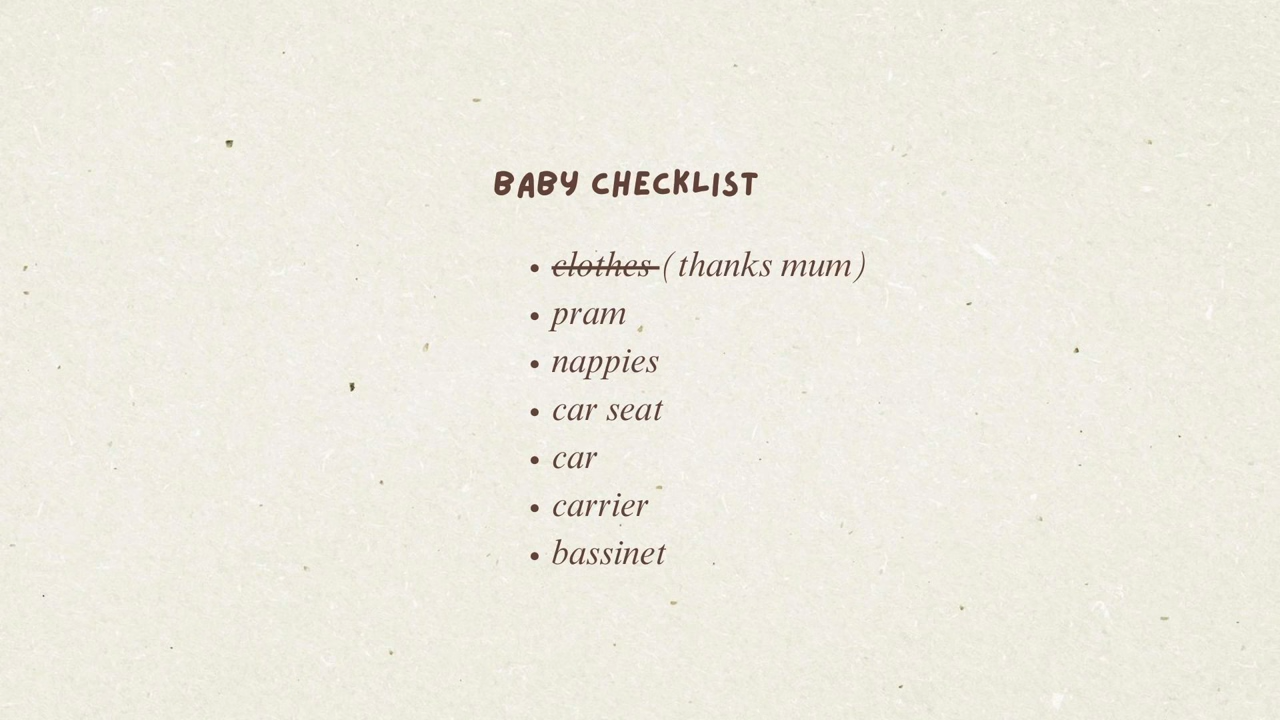 BABY CHECKLIST
• clothes (thanks mum)
• pram
• nappies
• car seat
• car
• carrier
• bassinet